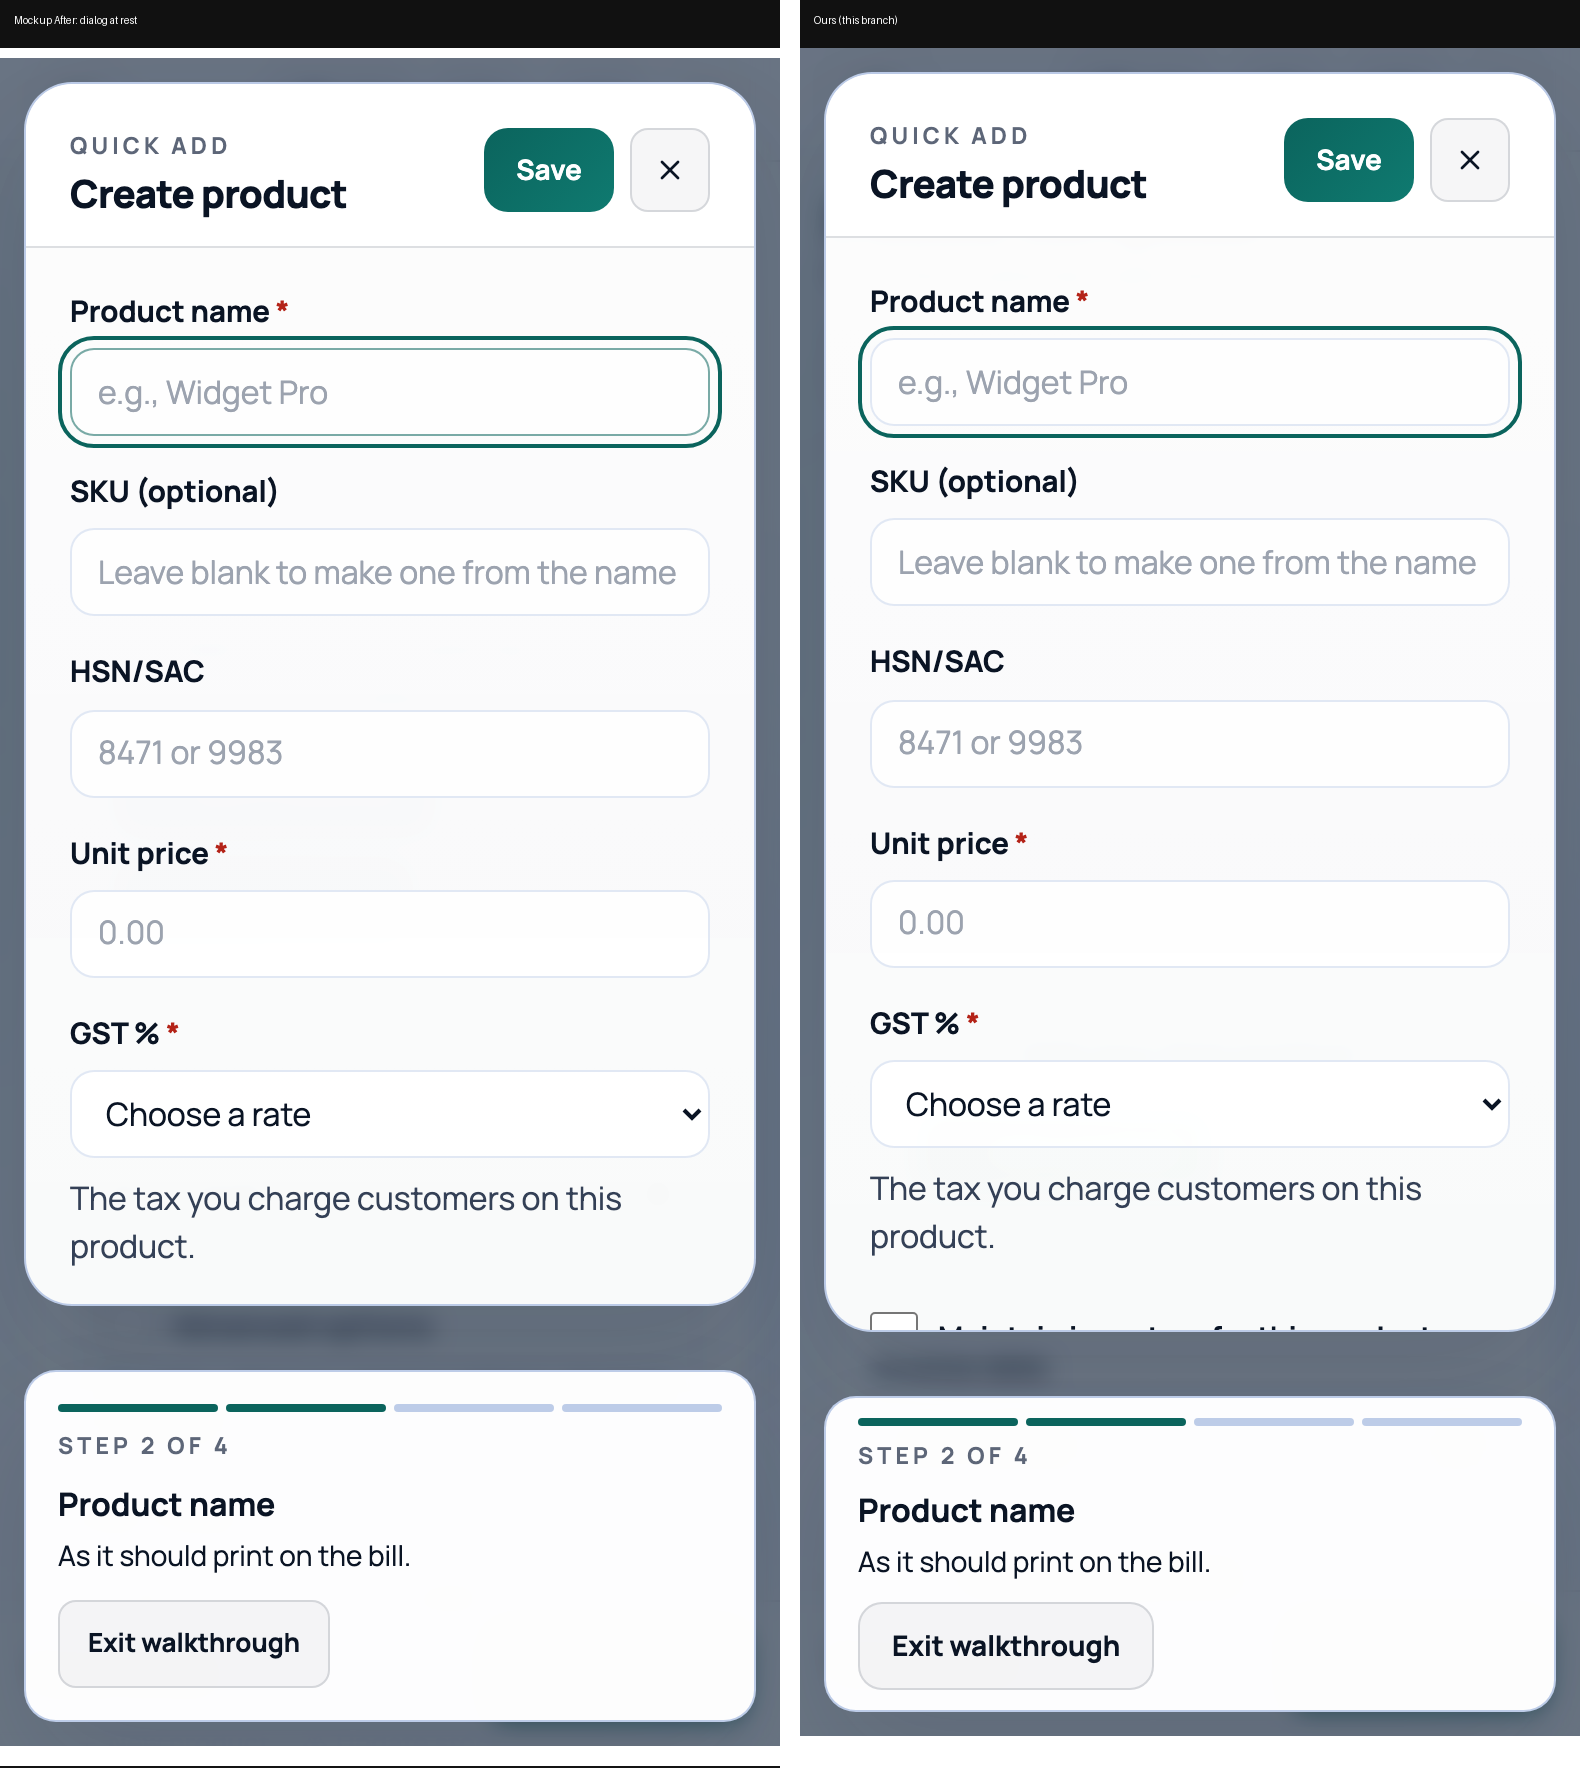 Mockup After: dialog at rest
QUICK ADD
Create product
Save
Product name *
e.g., Widget Pro
SKU (optional)
Leave blank to make one from the name
HSN/SAC
8471 or 9983
Unit price *
0.00
GST % *
Choose a rate
The tax you charge customers on this
product.
STEP 2 OF 4
Product name
As it should print on the bill.
Exit walkthrough
Ours (this branch)
QUICK ADD
Create product
Save
Product name *
e.g., Widget Pro
SKU (optional)
Leave blank to make one from the name
HSN/SAC
8471 or 9983
Unit price *
0.00
GST % *
Choose a rate
The tax you charge customers on this
product.
STEP 2 OF 4
Product name
As it should print on the bill.
Exit walkthrough